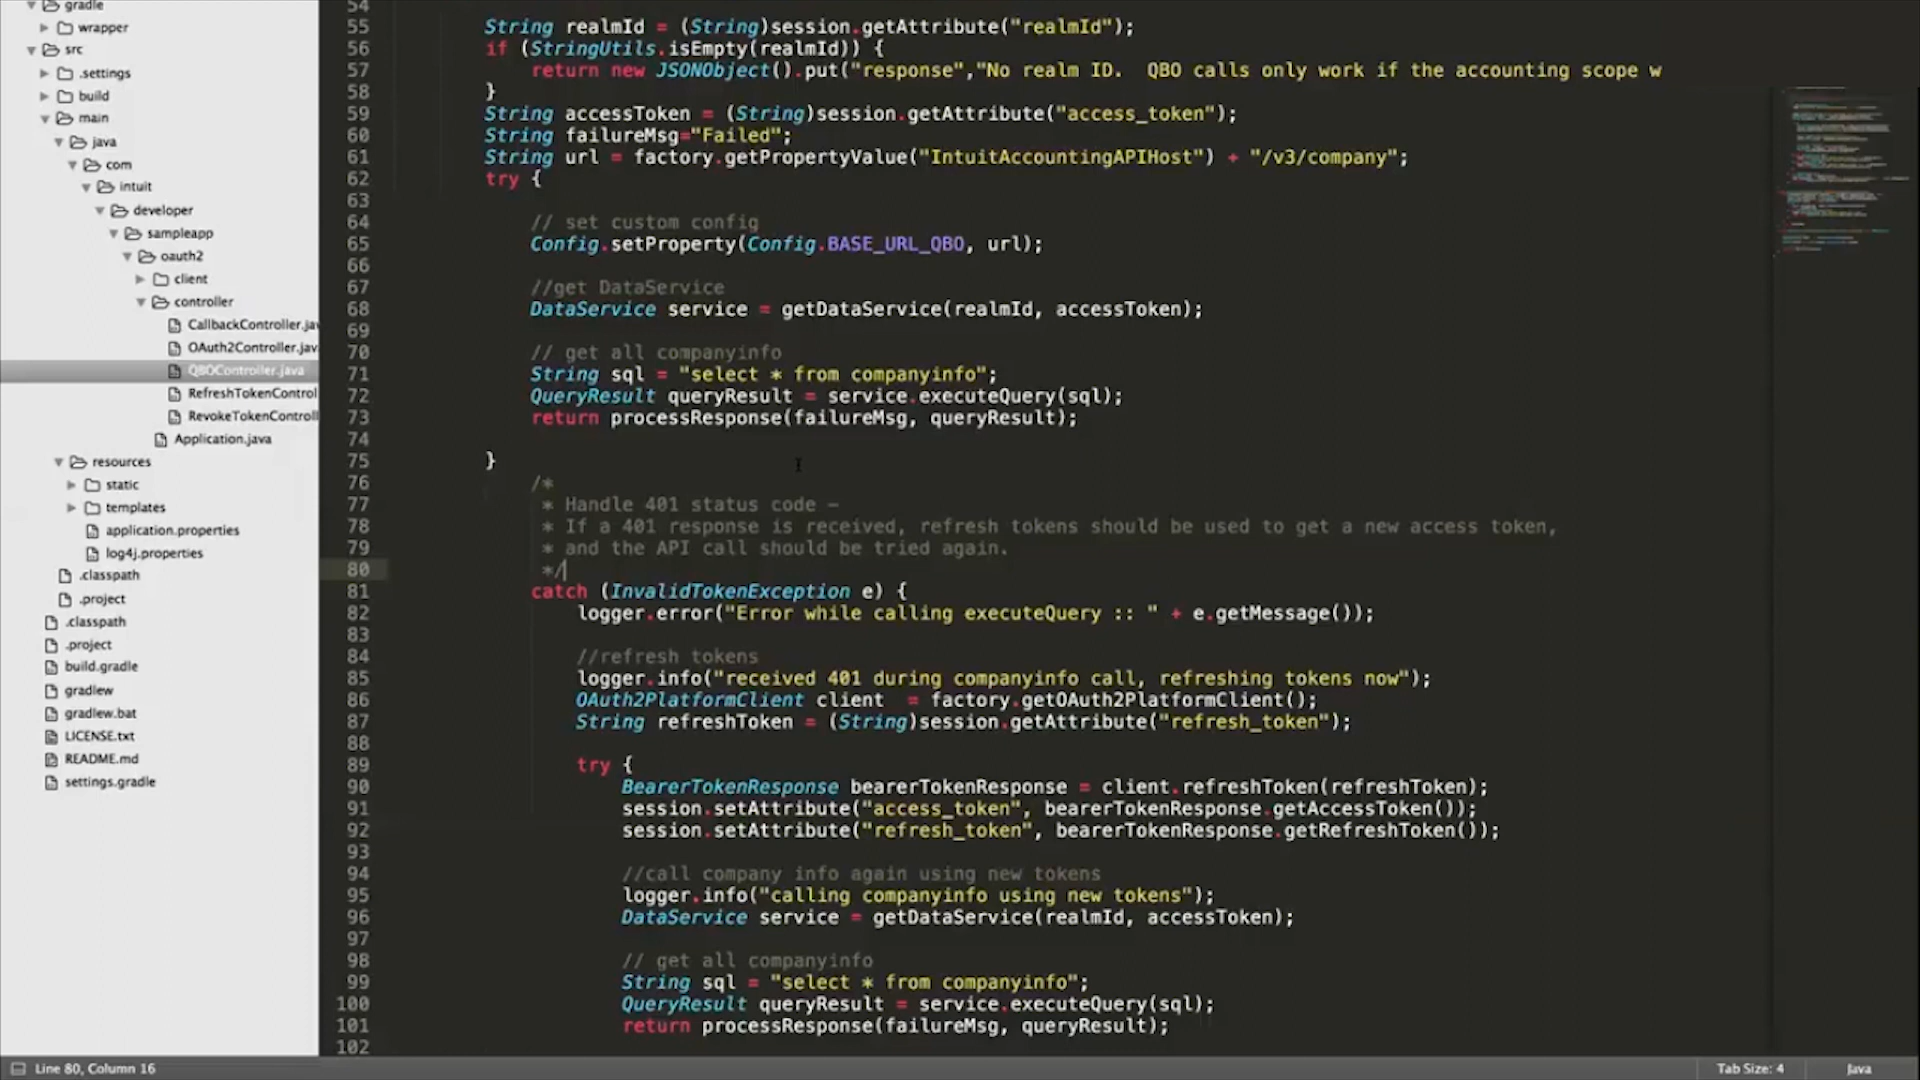 gradle
wrapper
src
.settings
build
main
java
com
intuit
developer
sampleapp
oauth2
client
controller
CallbackController.jav
OAuth2Controller.jav
QBOController.java
RefreshTokenControl
RevokeTokenControll
Application.java
resources
static
templates
application.properties
log4j.properties
.classpath
.project
.classpath
.project
build.gradle
gradlew
gradlew.bat
LICENSE.txt
README.md
settings.gradle
54
55 String realmId = (String)session.getAttribute("realmId");
56 if (StringUtils.isEmpty(realmId)) {
57 return new JSONObject().put("response","No realm ID.  QBO calls only work if the accounting scope w
58 }
59 String accessToken = (String)session.getAttribute("access_token");
60 String failureMsg="Failed";
61 String url = factory.getPropertyValue("IntuitAccountingAPIHost") + "/v3/company";
62 try {
63
64 // set custom config
65 Config.setProperty(Config.BASE_URL_QBO, url);
66
67 //get DataService
68 DataService service = getDataService(realmId, accessToken);
69
70 // get all companyinfo
71 String sql = "select * from companyinfo";
72 QueryResult queryResult = service.executeQuery(sql);
73 return processResponse(failureMsg, queryResult);
74
75 }
76 /*
77 * Handle 401 status code -
78 * If a 401 response is received, refresh tokens should be used to get a new access token,
79 * and the API call should be tried again.
80 */
81 catch (InvalidTokenException e) {
82 logger.error("Error while calling executeQuery :: " + e.getMessage());
83
84 //refresh tokens
85 logger.info("received 401 during companyinfo call, refreshing tokens now");
86 OAuth2PlatformClient client  = factory.getOAuth2PlatformClient();
87 String refreshToken = (String)session.getAttribute("refresh_token");
88
89 try {
90 BearerTokenResponse bearerTokenResponse = client.refreshToken(refreshToken);
91 session.setAttribute("access_token", bearerTokenResponse.getAccessToken());
92 session.setAttribute("refresh_token", bearerTokenResponse.getRefreshToken());
93
94 //call company info again using new tokens
95 logger.info("calling companyinfo using new tokens");
96 DataService service = getDataService(realmId, accessToken);
97
98 // get all companyinfo
99 String sql = "select * from companyinfo";
100 QueryResult queryResult = service.executeQuery(sql);
101 return processResponse(failureMsg, queryResult);
102
Line 80, Column 16
Tab Size: 4
Java